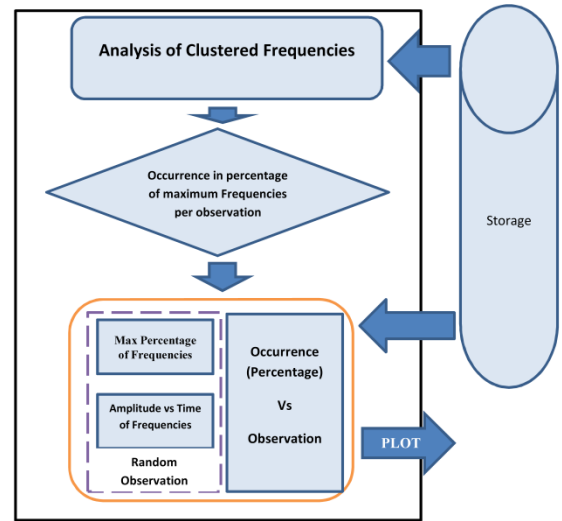 Analysis of Clustered Frequencies
Occurrence in percentage
of maximum Frequencies
per observation
Storage
Max Percentage
of Frequencies
Amplitude vs Time
of Frequencies
Random
Observation
Occurrence
(Percentage)
Vs
Observation
PLOT